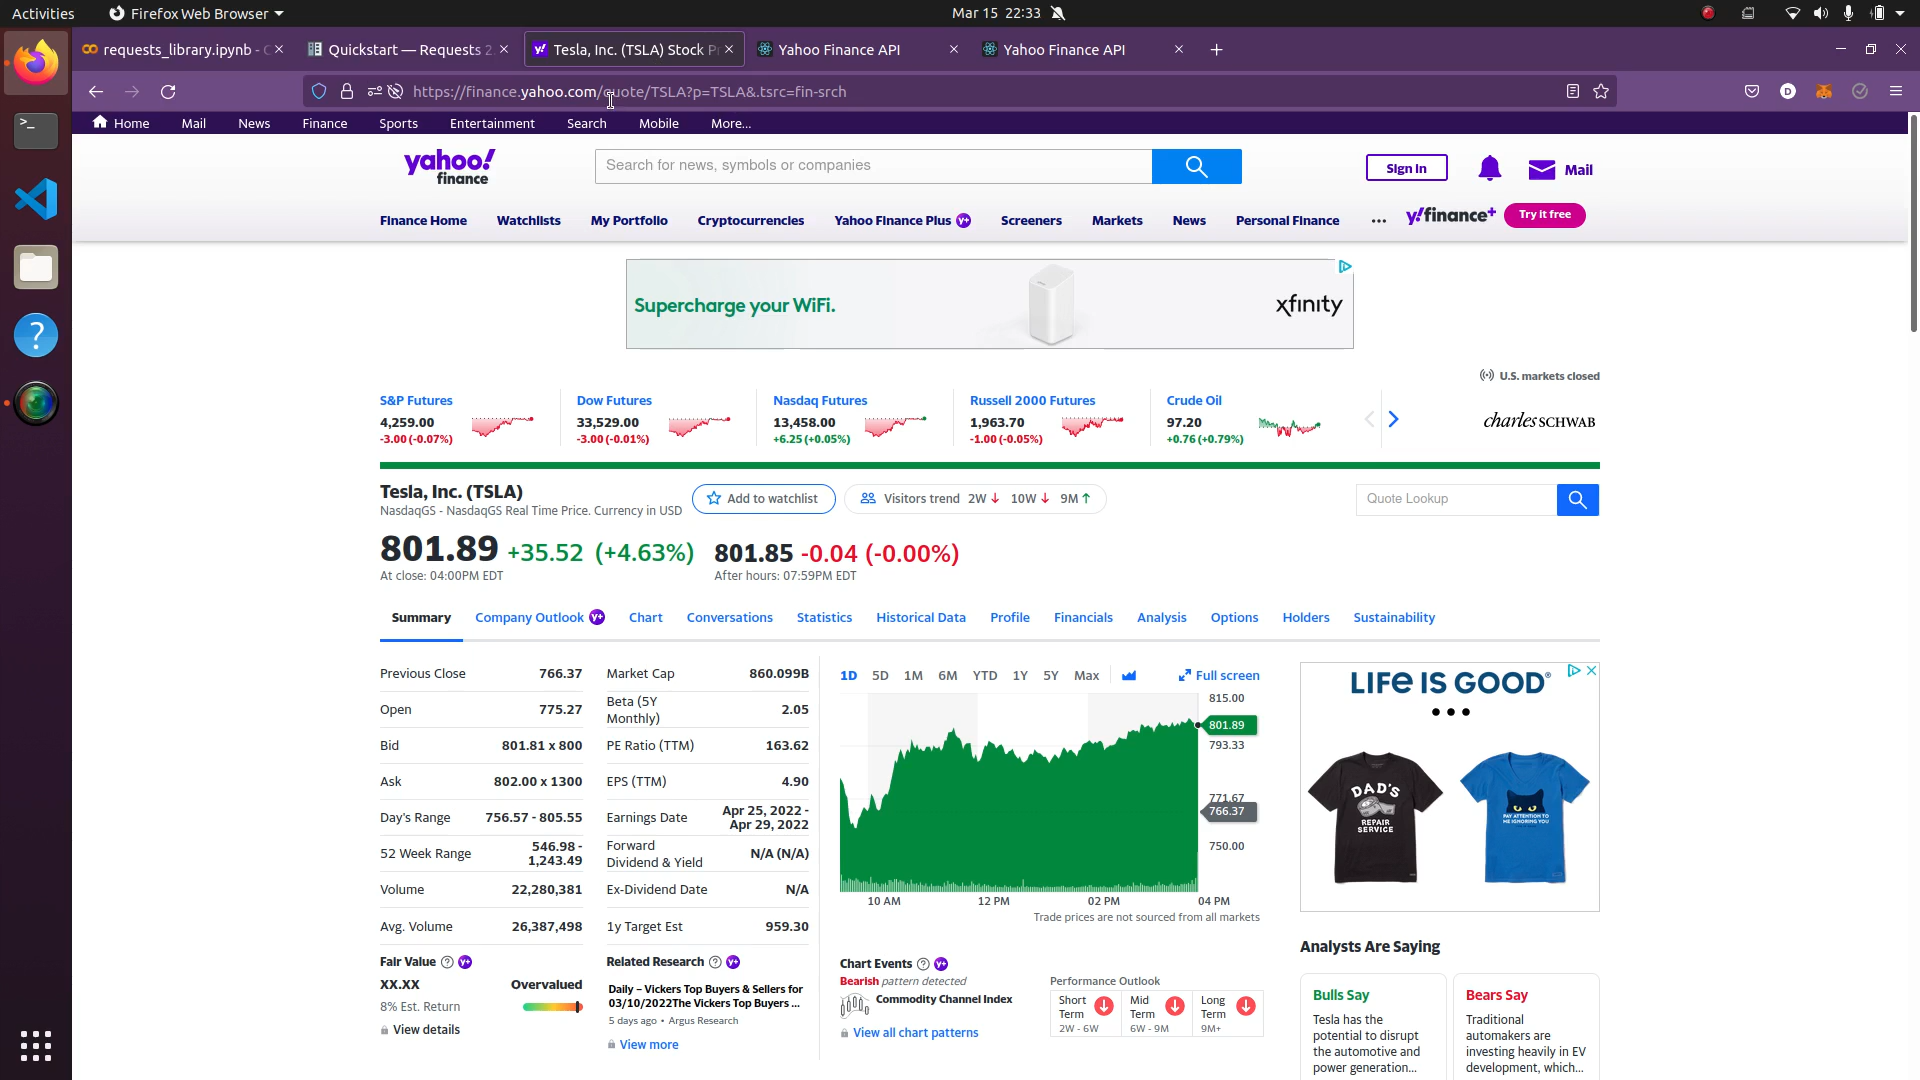 Activities
Firefox Web Browser
Mar 15 22:33
requests_library.ipynb - C
Quickstart — Requests 2.
Tesla, Inc. (TSLA) Stock Pr
Yahoo Finance API
Yahoo Finance API
https://finance.yahoo.com/quote/TSLA?p=TSLA&.tsrc=fin-srch
Home
Mail
News
Finance
Sports
Entertainment
Search
Mobile
More...
yahoo!
finance
Search for news, symbols or companies
Sign in
Mail
Finance Home
Watchlists
My Portfolio
Cryptocurrencies
Yahoo Finance Plus
Screeners
Markets
News
Personal Finance
...
y!finance+
Try it free
Supercharge your WiFi.
xfinity
U.S. markets closed
S&P Futures
4,259.00
-3.00 (-0.07%)
Dow Futures
33,529.00
-3.00 (-0.01%)
Nasdaq Futures
13,458.00
+6.25 (+0.05%)
Russell 2000 Futures
1,963.70
-1.00 (-0.05%)
Crude Oil
97.20
+0.76 (+0.79%)
charles SCHWAB
Tesla, Inc. (TSLA)
NasdaqGS - NasdaqGS Real Time Price. Currency in USD
Add to watchlist
Visitors trend 2W ↓ 10W ↓ 9M ↑
Quote Lookup
801.89 +35.52 (+4.63%)
At close: 04:00PM EDT
801.85 -0.04 (-0.00%)
After hours: 07:59PM EDT
Summary
Company Outlook
Chart
Conversations
Statistics
Historical Data
Profile
Financials
Analysis
Options
Holders
Sustainability
Previous Close 766.37
Open 775.27
Bid 801.81 x 800
Ask 802.00 x 1300
Day's Range 756.57 - 805.55
52 Week Range 546.98 -
1,243.49
Volume 22,280,381
Avg. Volume 26,387,498
Market Cap 860.099B
Beta (5Y
Monthly) 2.05
PE Ratio (TTM) 163.62
EPS (TTM) 4.90
Earnings Date Apr 25, 2022 -
Apr 29, 2022
Forward
Dividend & Yield N/A (N/A)
Ex-Dividend Date N/A
1y Target Est 959.30
1D 5D 1M 6M YTD 1Y 5Y Max
Full screen
815.00
801.89
793.33
771.67
766.37
750.00
10 AM 12 PM 02 PM 04 PM
Trade prices are not sourced from all markets
Fair Value
XX.XX Overvalued
8% Est. Return
View details
Related Research
Daily – Vickers Top Buyers & Sellers for
03/10/2022The Vickers Top Buyers ...
5 days ago • Argus Research
View more
Chart Events
Bearish pattern detected
Commodity Channel Index
View all chart patterns
Performance Outlook
Short
Term
2W - 6W
Mid
Term
6W - 9M
Long
Term
9M+
LIFE IS GOOD®
DAD'S
REPAIR
SERVICE
PAY ATTENTION TO
ME IGNORING YOU
Analysts Are Saying
Bulls Say
Tesla has the
potential to disrupt
the automotive and
power generation...
Bears Say
Traditional
automakers are
investing heavily in EV
development, which...